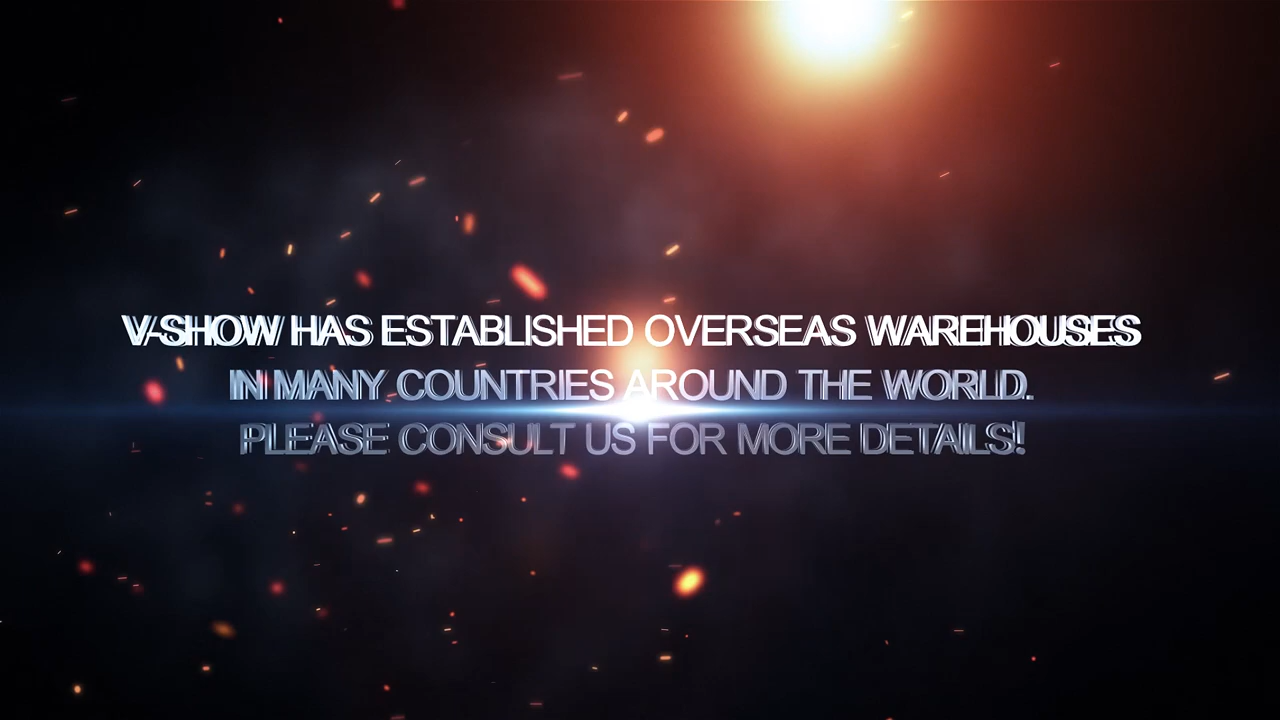 V-SHOW HAS ESTABLISHED OVERSEAS WAREHOUSES
IN MANY COUNTRIES AROUND THE WORLD.
PLEASE CONSULT US FOR MORE DETAILS!